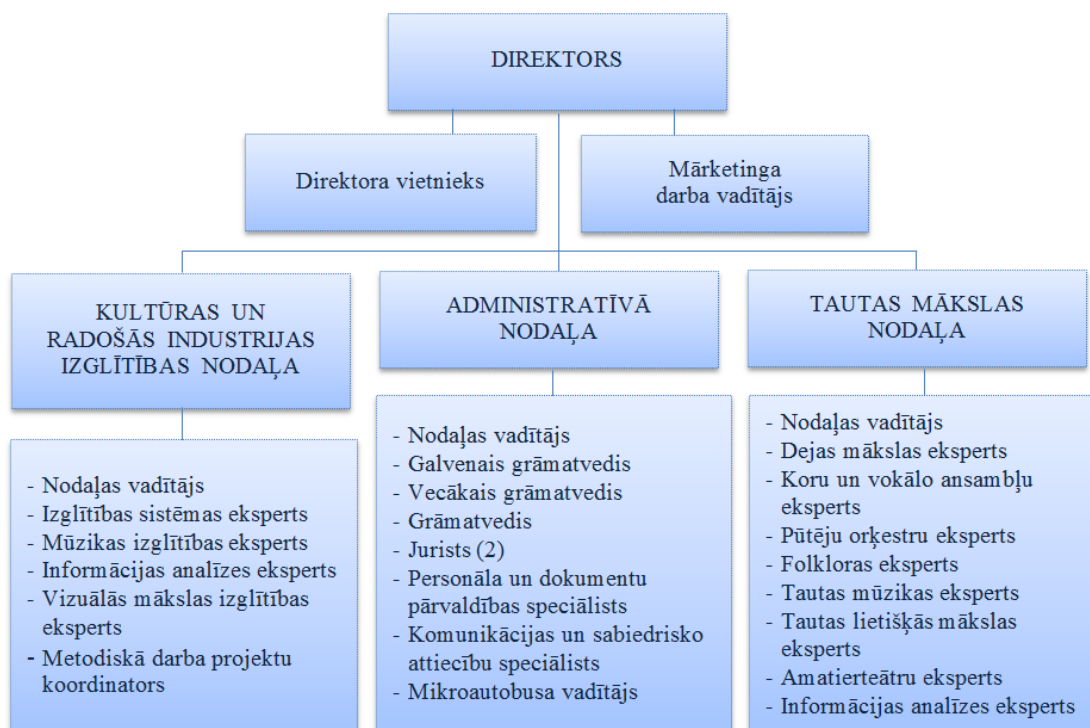 DIREKTORS
Direktora vietnieks
Mārketinga
darba vadītājs
KULTŪRAS UN
RADOŠĀS INDUSTRIJAS
IZGLĪTĪBAS NODAĻA
ADMINISTRATĪVĀ
NODAĻA
TAUTAS MĀKSLAS
NODAĻA
- Nodaļas vadītājs
- Izglītības sistēmas eksperts
- Mūzikas izglītības eksperts
- Informācijas analīzes eksperts
- Vizuālās mākslas izglītības
eksperts
- Metodiskā darba projektu
koordinators
- Nodaļas vadītājs
- Galvenais grāmatvedis
- Vecākais grāmatvedis
- Grāmatvedis
- Jurists (2)
- Personāla un dokumentu
pārvaldības speciālists
- Komunikācijas un sabiedrisko
attiecību speciālists
- Mikroautobusa vadītājs
- Nodaļas vadītājs
- Dejas mākslas eksperts
- Koru un vokālo ansambļu
eksperts
- Pūtēju orķestru eksperts
- Folkloras eksperts
- Tautas mūzikas eksperts
- Tautas lietišķās mākslas
eksperts
- Amatierteātru eksperts
- Informācijas analīzes eksperts